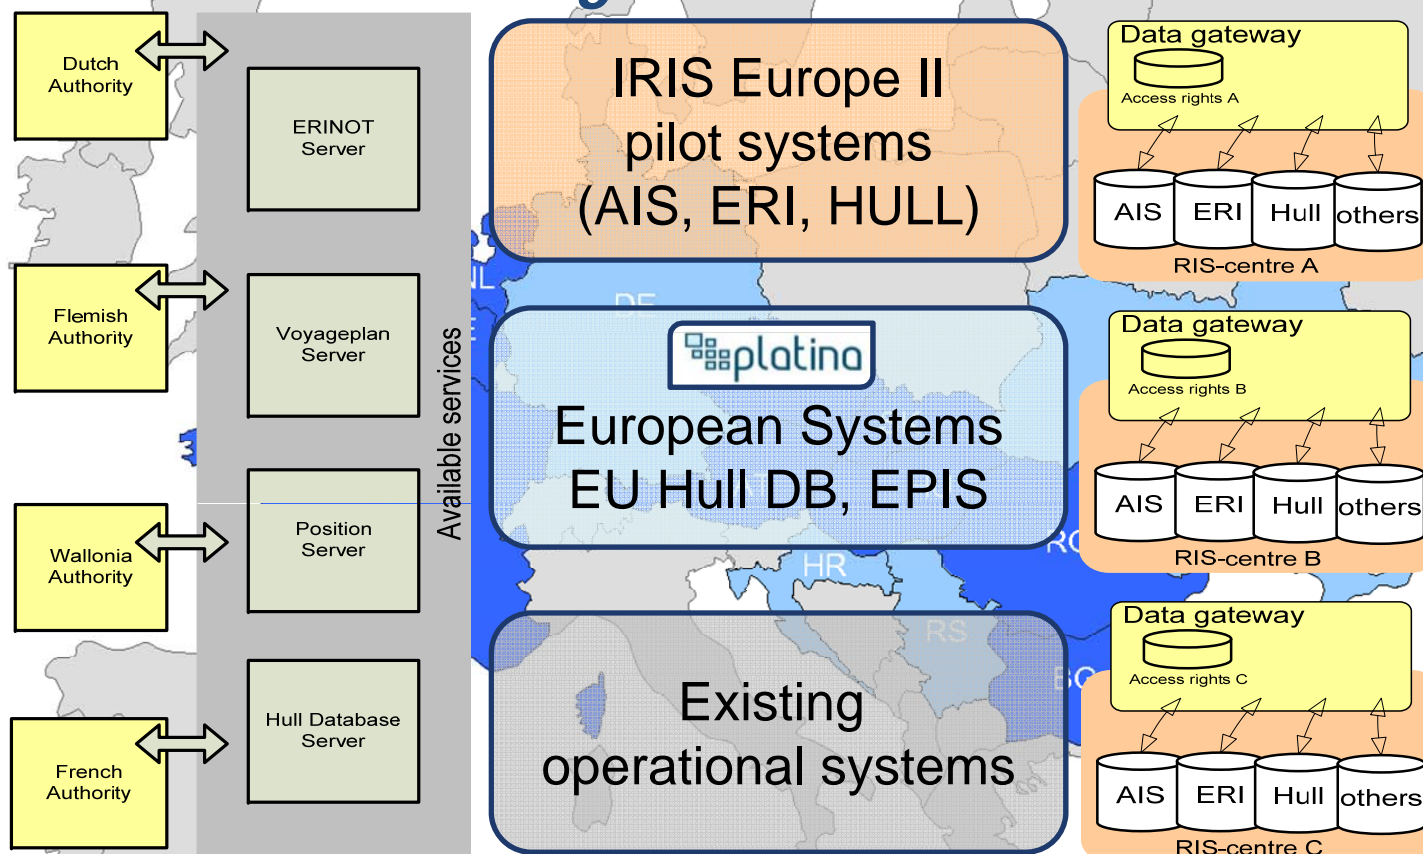 Dutch
Authority
Flemish
Authority
Wallonia
Authority
French
Authority
ERINOT
Server
Voyageplan
Server
Position
Server
Hull Database
Server
Available services
IRIS Europe II
pilot systems
(AIS, ERI, HULL)
platina
European Systems
EU Hull DB, EPIS
Existing
operational systems
NL
DE
HR
RS
Data gateway
Access rights A
AIS
ERI
Hull
others
RIS-centre A
Data gateway
Access rights B
AIS
ERI
Hull
others
RIS-centre B
Data gateway
Access rights C
AIS
ERI
Hull
others
RIS-centre C